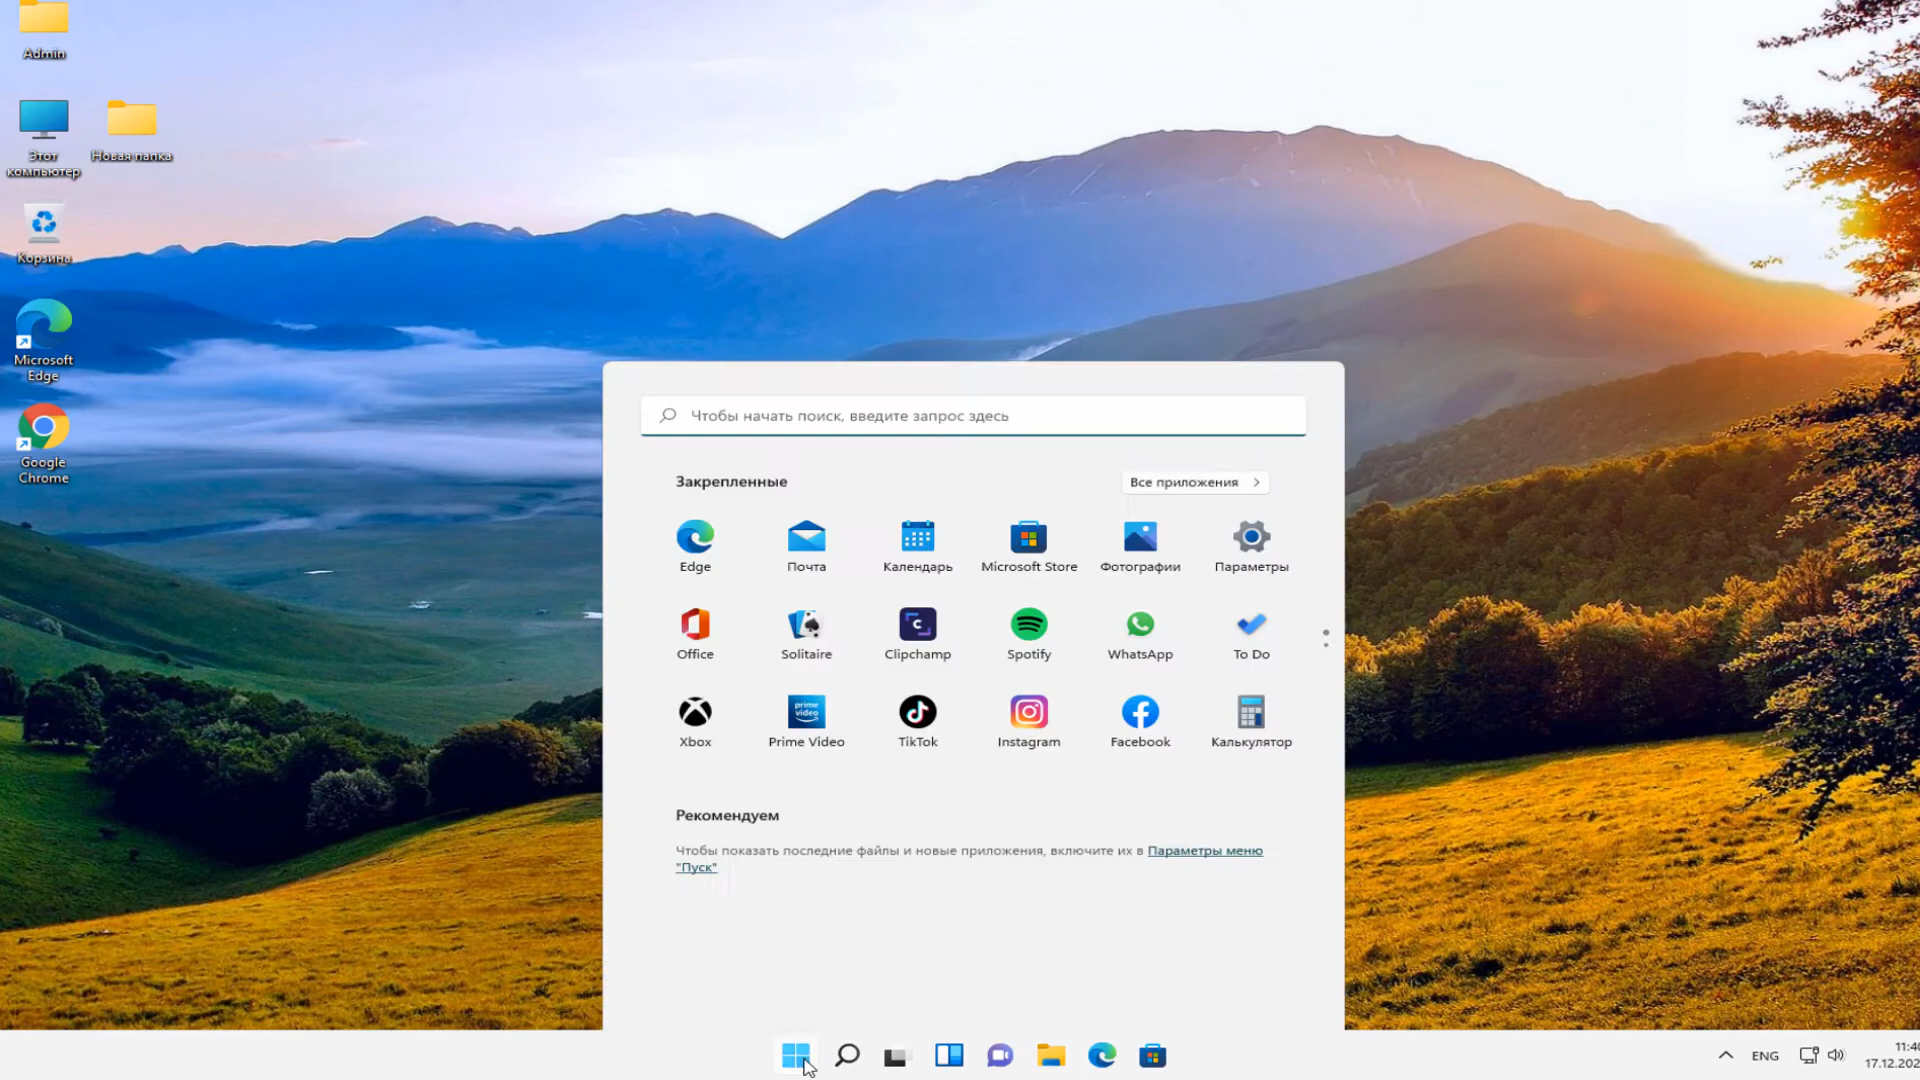 Admin
Этот
компьютер
Новая папка
Корзина
Microsoft
Edge
Google
Chrome
Чтобы начать поиск, введите запрос здесь
Закрепленные
Все приложения
Edge
Почта
Календарь
Microsoft Store
Фотографии
Параметры
Office
Solitaire
Clipchamp
Spotify
WhatsApp
To Do
Xbox
prime
video
Prime Video
TikTok
Instagram
Facebook
Калькулятор
Рекомендуем
Чтобы показать последние файлы и новые приложения, включите их в Параметры меню
"Пуск"
ENG
11:40
17.12.202